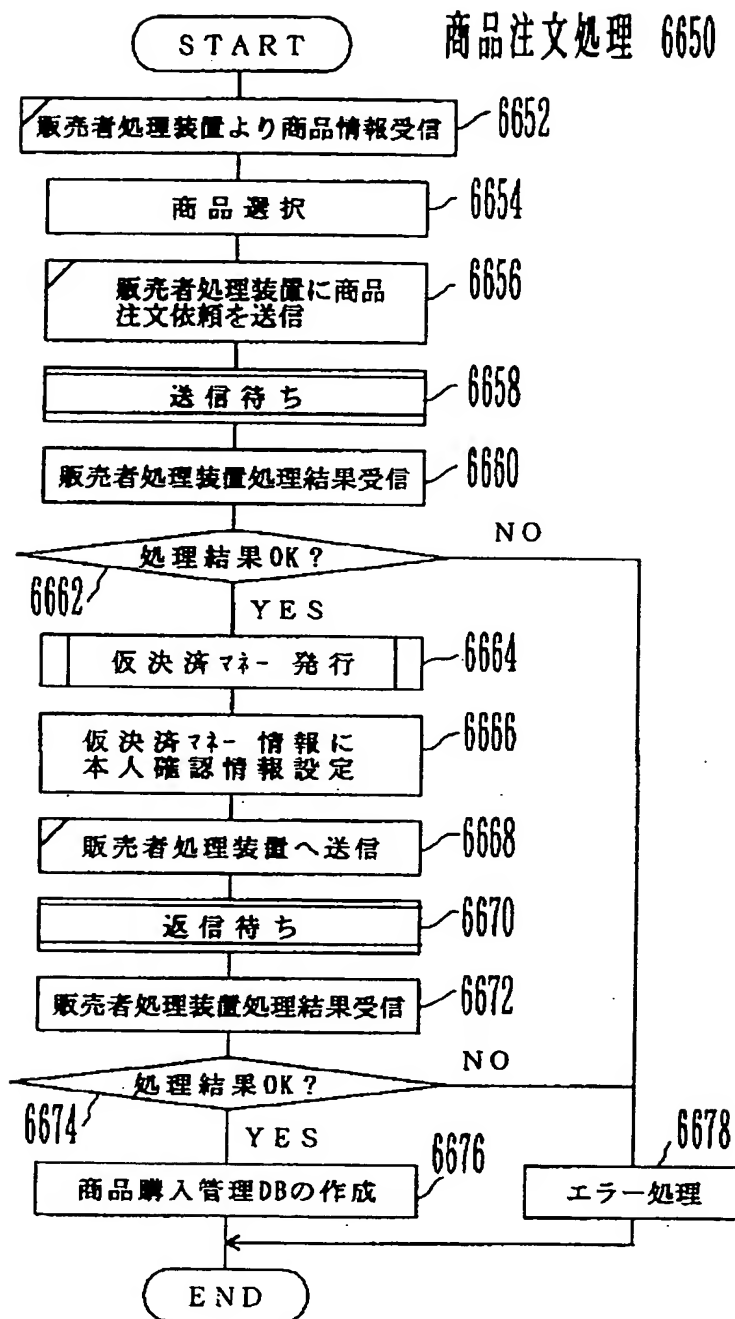 商品注文処理 6650
START
販売者処理装置より商品情報受信
6652
商品選択
6654
販売者処理装置に商品
注文依頼を送信
6656
送信待ち
6658
販売者処理装置処理結果受信
6660
処理結果OK?
NO
6662
YES
仮決済マネー 発行
6664
仮決済マネー 情報に
本人確認情報設定
6666
販売者処理装置へ送信
6668
返信待ち
6670
販売者処理装置処理結果受信
6672
処理結果OK?
NO
6674
YES
6676
6678
商品購入管理DBの作成
エラー処理
END